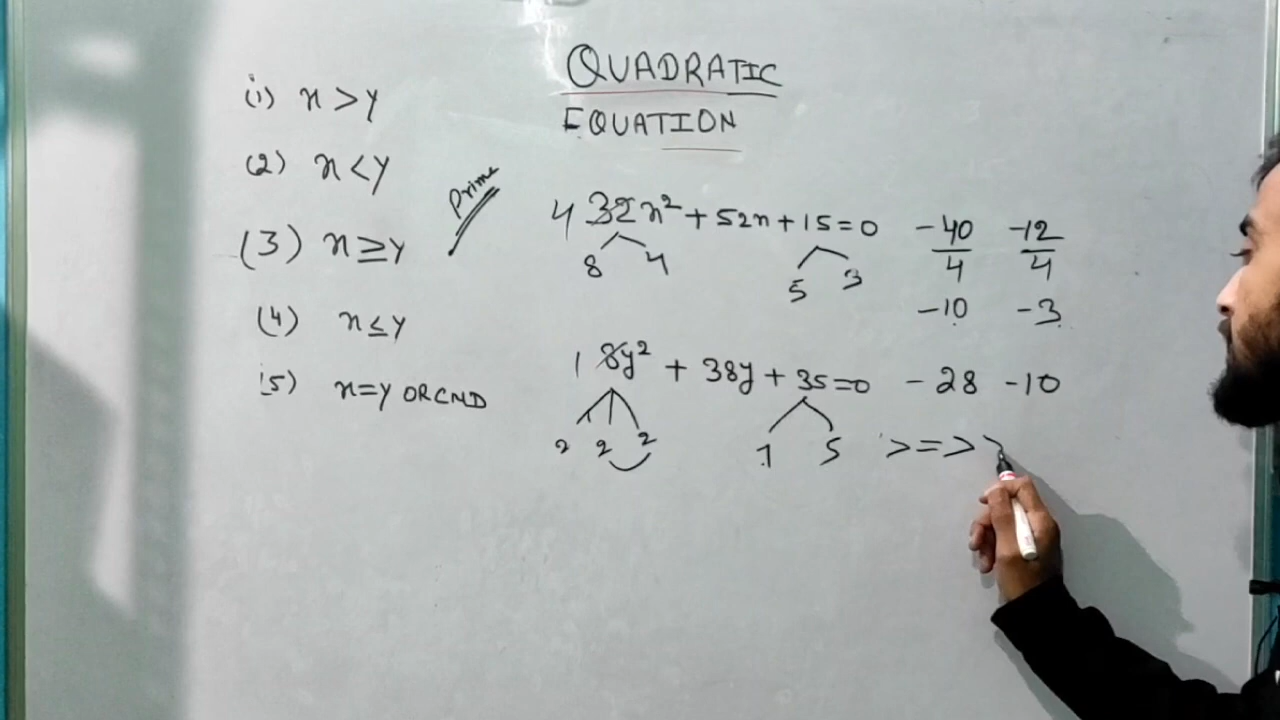 QUADRATIC
EQUATION
(1) x > y
(2) x < y
(3) x ≥ y
(4) x ≤ y
(5) x = y OR CND
Prime
4 32x² + 52x + 15 = 0
8 4
5 3
-40/4 -12/4
-10 -3
1 8y² + 38y + 35 = 0 -28 -10
2 2 2
7 5
> = > >